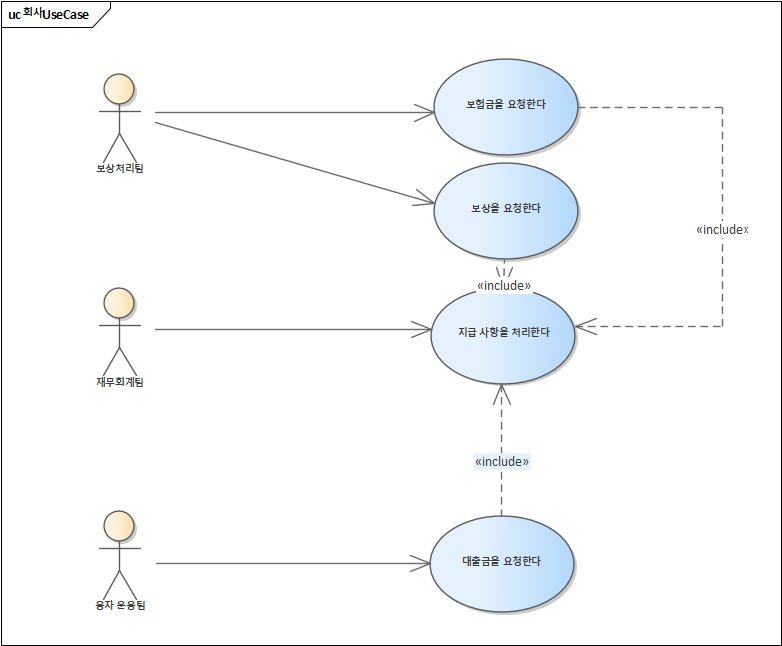 uc 회사UseCase
보험금을 요청한다
보상처리팀
보상을 요청한다
«include»
«include»
지급 사항을 처리한다
재무회계팀
«include»
대출금을 요청한다
융자 운용팀